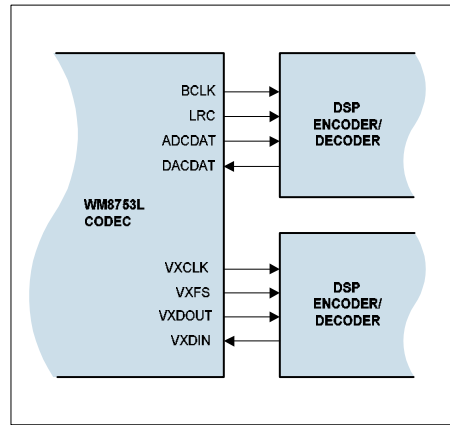 BCLK
LRC
ADCDAT
DACDAT
DSP
ENCODER/
DECODER
WM8753L
CODEC
VXCLK
VXFS
VXDOUT
VXDIN
DSP
ENCODER/
DECODER